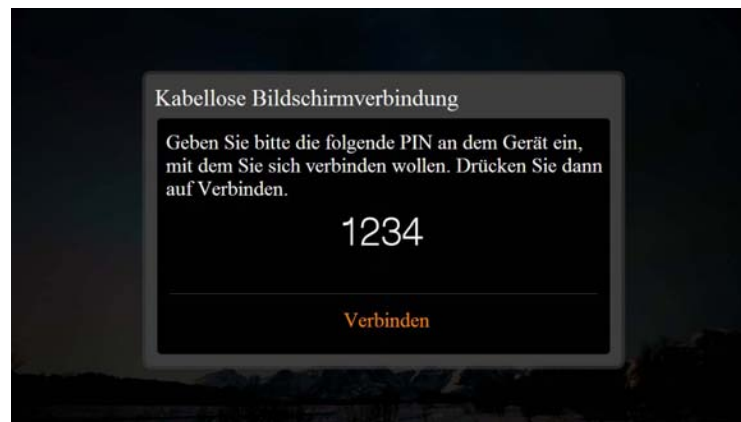 Kabellose Bildschirmverbindung
Geben Sie bitte die folgende PIN an dem Gerät ein,
mit dem Sie sich verbinden wollen. Drücken Sie dann
auf Verbinden.
1234
Verbinden